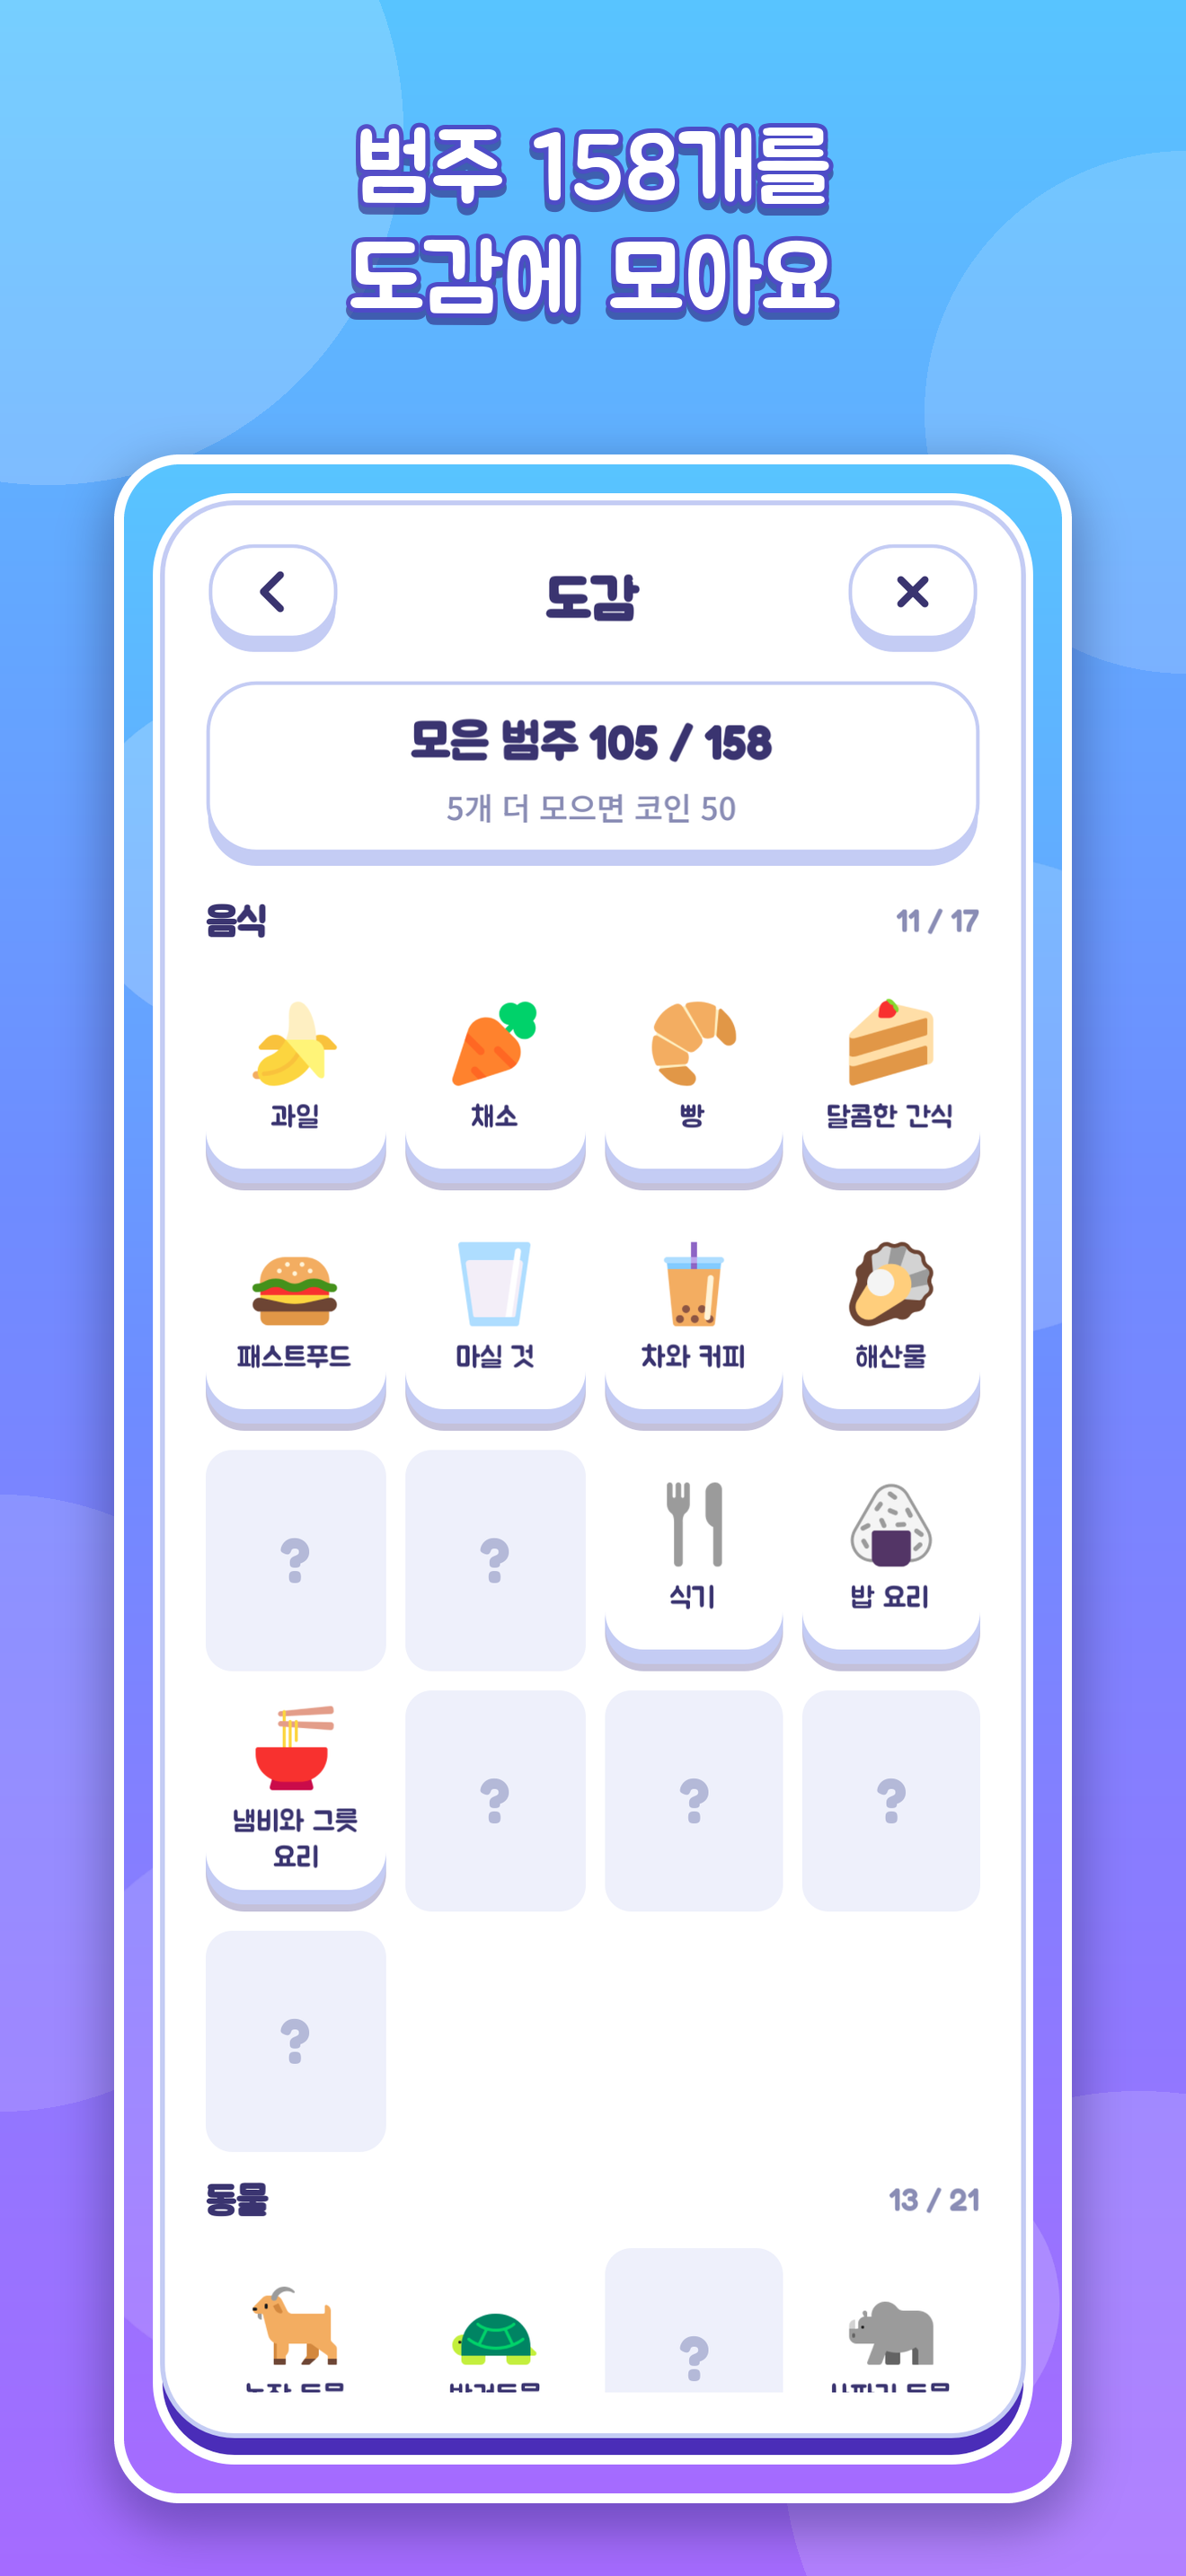 범주 158개를
도감에 모아요
도감
모은 범주 105 / 158
5개 더 모으면 코인 50
음식
11 / 17
과일
채소
빵
달콤한 간식
패스트푸드
마실 것
차와 커피
해산물
?
?
식기
밥 요리
냄비와 그릇
요리
?
?
?
?
동물
13 / 21
?